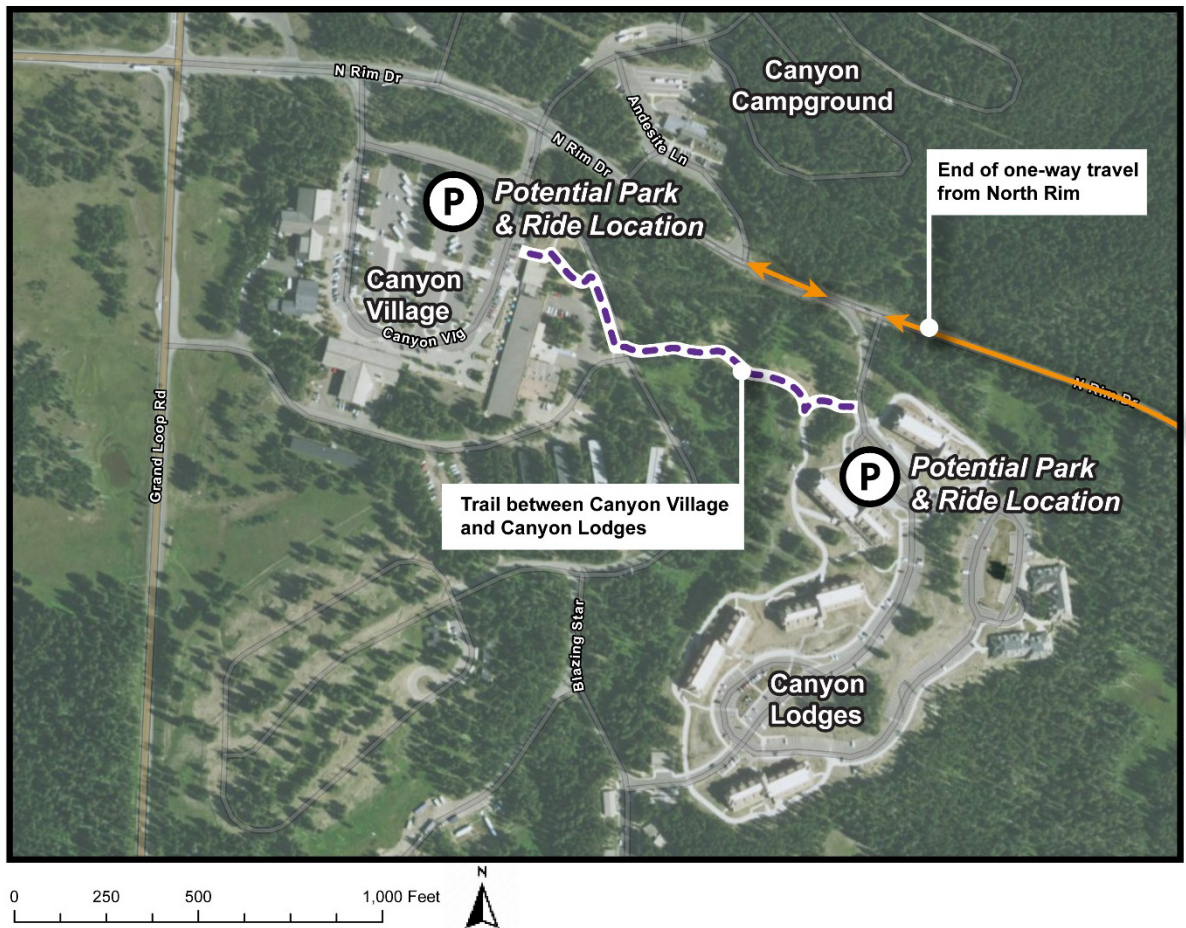 N Rim Dr
Canyon
Campground
Andesite Ln
N Rim Dr
End of one-way travel
from North Rim
P
Potential Park
& Ride Location
Canyon
Village
Canyon Vlg
N Rim Dr
Grand Loop Rd
P
Potential Park
& Ride Location
Trail between Canyon Village
and Canyon Lodges
Blazing Star
Canyon
Lodges
0 250 500 1,000 Feet
N